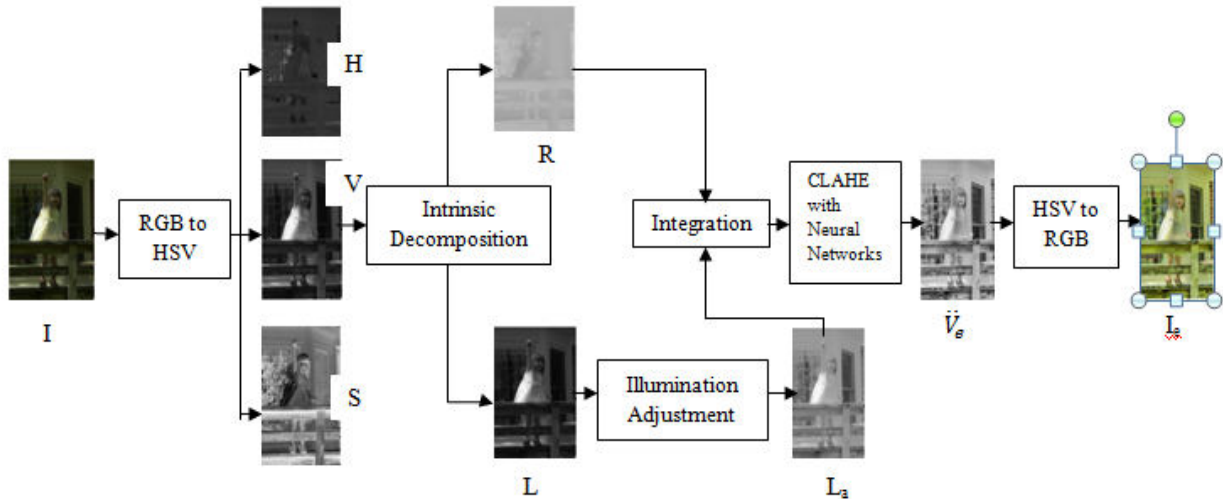 H
R
V
I
RGB to
HSV
Intrinsic
Decomposition
Integration
CLAHE
with
Neural
Networks
V̈ₑ
HSV to
RGB
Iₑ
S
L
Illumination
Adjustment
Lₐ